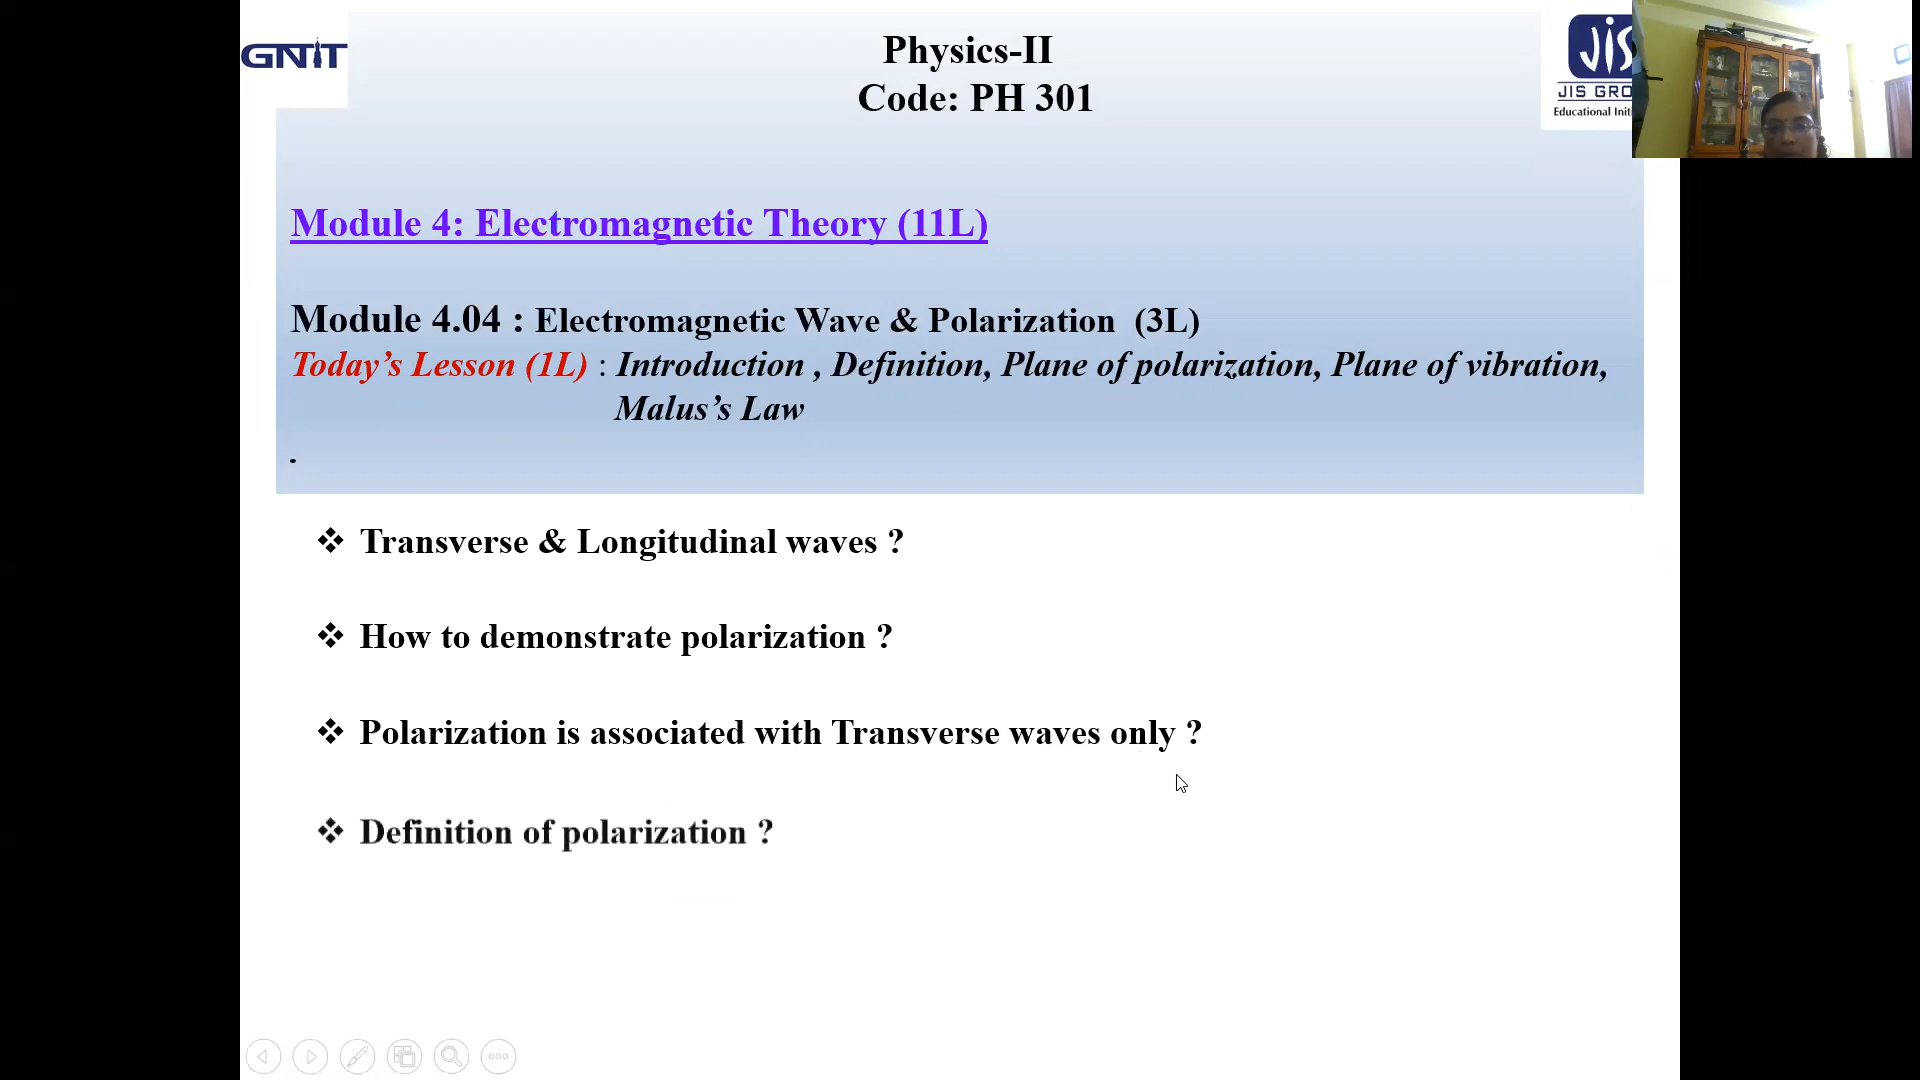 GNIT
Physics-II
Code: PH 301
JIS
JIS GRO
Educational Initi
Module 4: Electromagnetic Theory (11L)
Module 4.04 : Electromagnetic Wave & Polarization (3L)
Today’s Lesson (1L) : Introduction , Definition, Plane of polarization, Plane of vibration,
Malus’s Law
.
❖ Transverse & Longitudinal waves ?
❖ How to demonstrate polarization ?
❖ Polarization is associated with Transverse waves only ?
❖ Definition of polarization ?